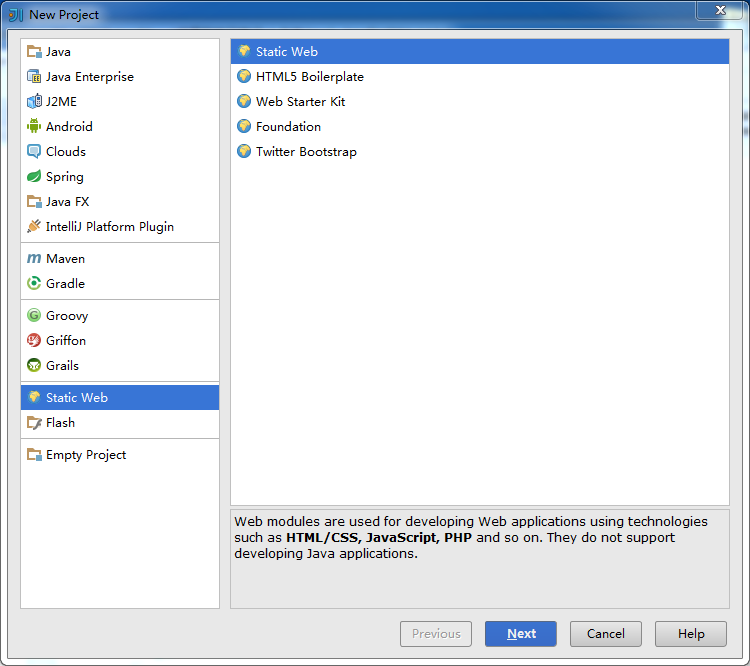 New Project
Java
Java Enterprise
J2ME
Android
Clouds
Spring
Java FX
IntelliJ Platform Plugin
Maven
Gradle
Groovy
Griffon
Grails
Static Web
Flash
Empty Project
Static Web
HTML5 Boilerplate
Web Starter Kit
Foundation
Twitter Bootstrap
Web modules are used for developing Web applications using technologies
such as HTML/CSS, JavaScript, PHP and so on. They do not support
developing Java applications.
Previous
Next
Cancel
Help